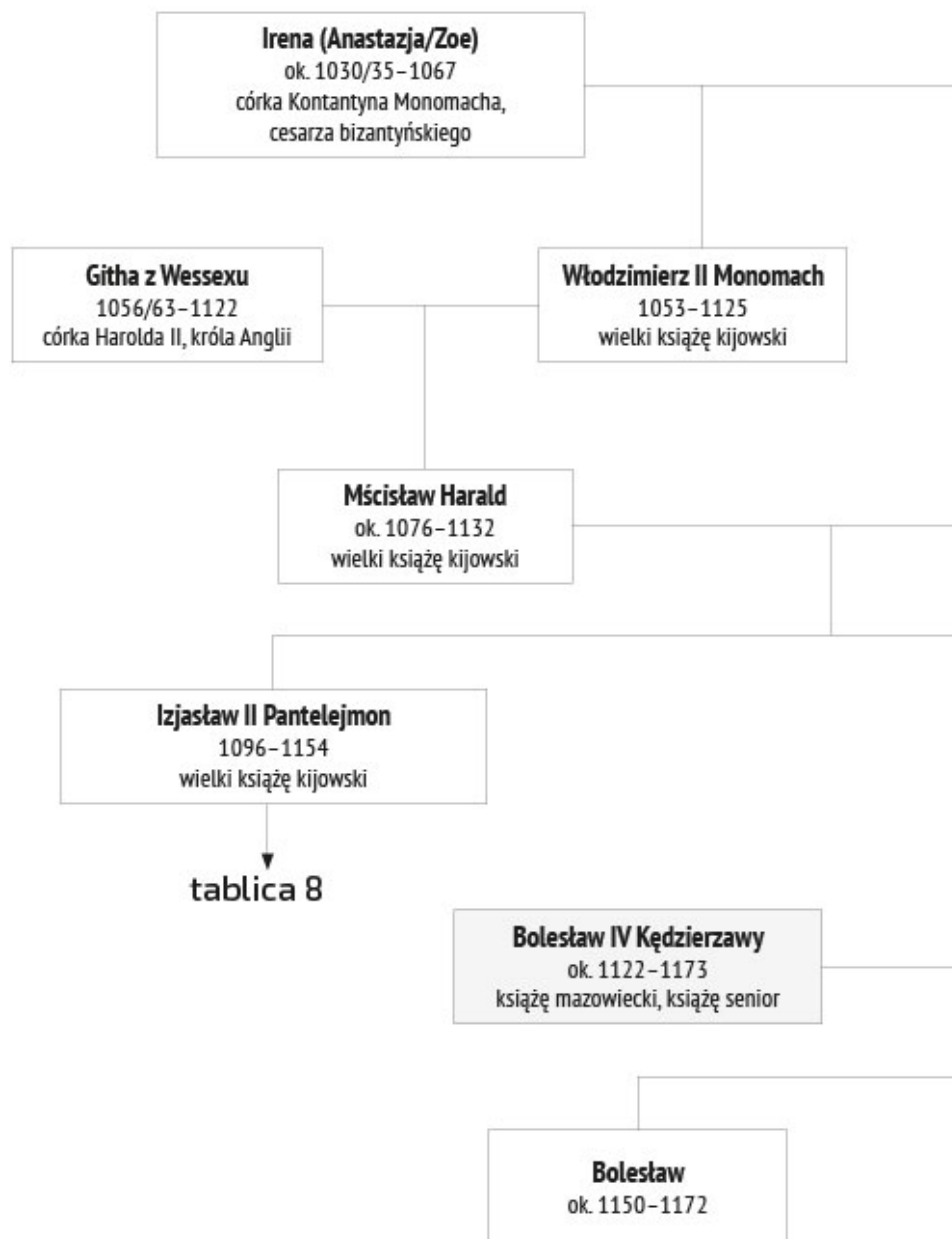 Irena (Anastazja/Zoe)
ok. 1030/35–1067
córka Kontantyna Monomacha,
cesarza bizantyńskiego
Githa z Wessexu
1056/63–1122
córka Harolda II, króla Anglii
Włodzimierz II Monomach
1053–1125
wielki książę kijowski
Mścisław Harald
ok. 1076–1132
wielki książę kijowski
Izjasław II Pantelejmon
1096–1154
wielki książę kijowski
tablica 8
Bolesław IV Kędzierzawy
ok. 1122–1173
książę mazowiecki, książę senior
Bolesław
ok. 1150–1172